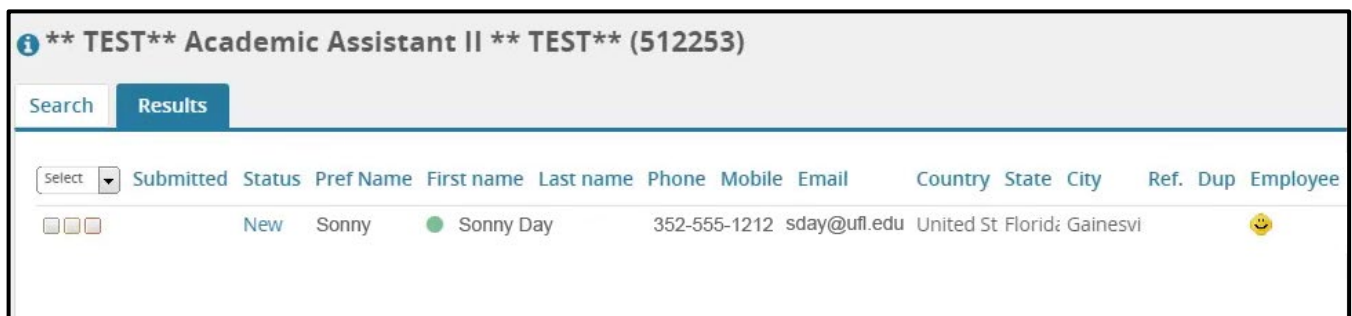 ** TEST** Academic Assistant II ** TEST** (512253)
Search Results
Select Submitted Status Pref Name First name Last name Phone Mobile Email Country State City Ref. Dup Employee
New Sonny Sonny Day 352-555-1212 sday@ufl.edu United St Florida Gainesvi